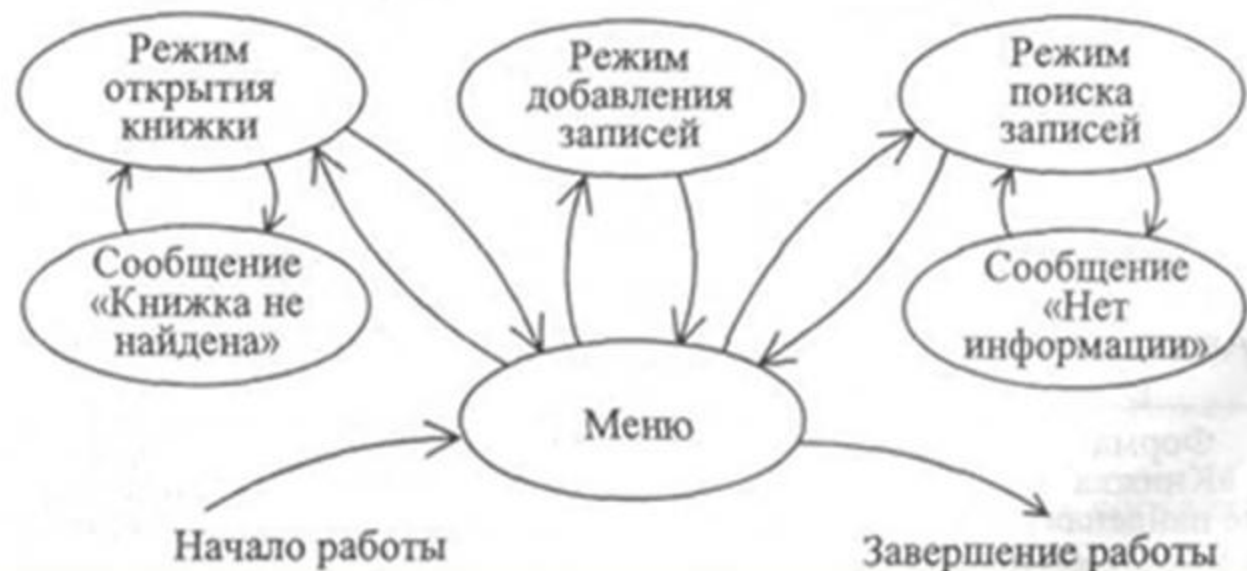 Режим
открытия
книжки
Режим
добавления
записей
Режим
поиска
записей
Сообщение
«Книжка не
найдена»
Сообщение
«Нет
информации»
Меню
Начало работы
Завершение работы